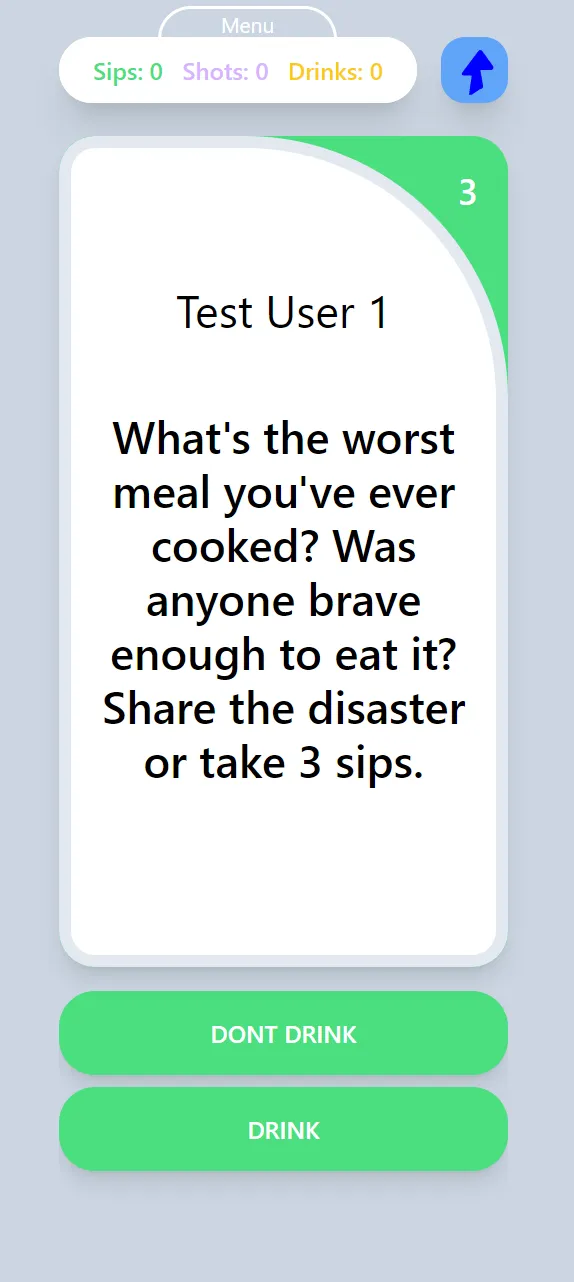 Menu
Sips: 0 Shots: 0 Drinks: 0
3
Test User 1
What's the worst
meal you've ever
cooked? Was
anyone brave
enough to eat it?
Share the disaster
or take 3 sips.
DONT DRINK
DRINK